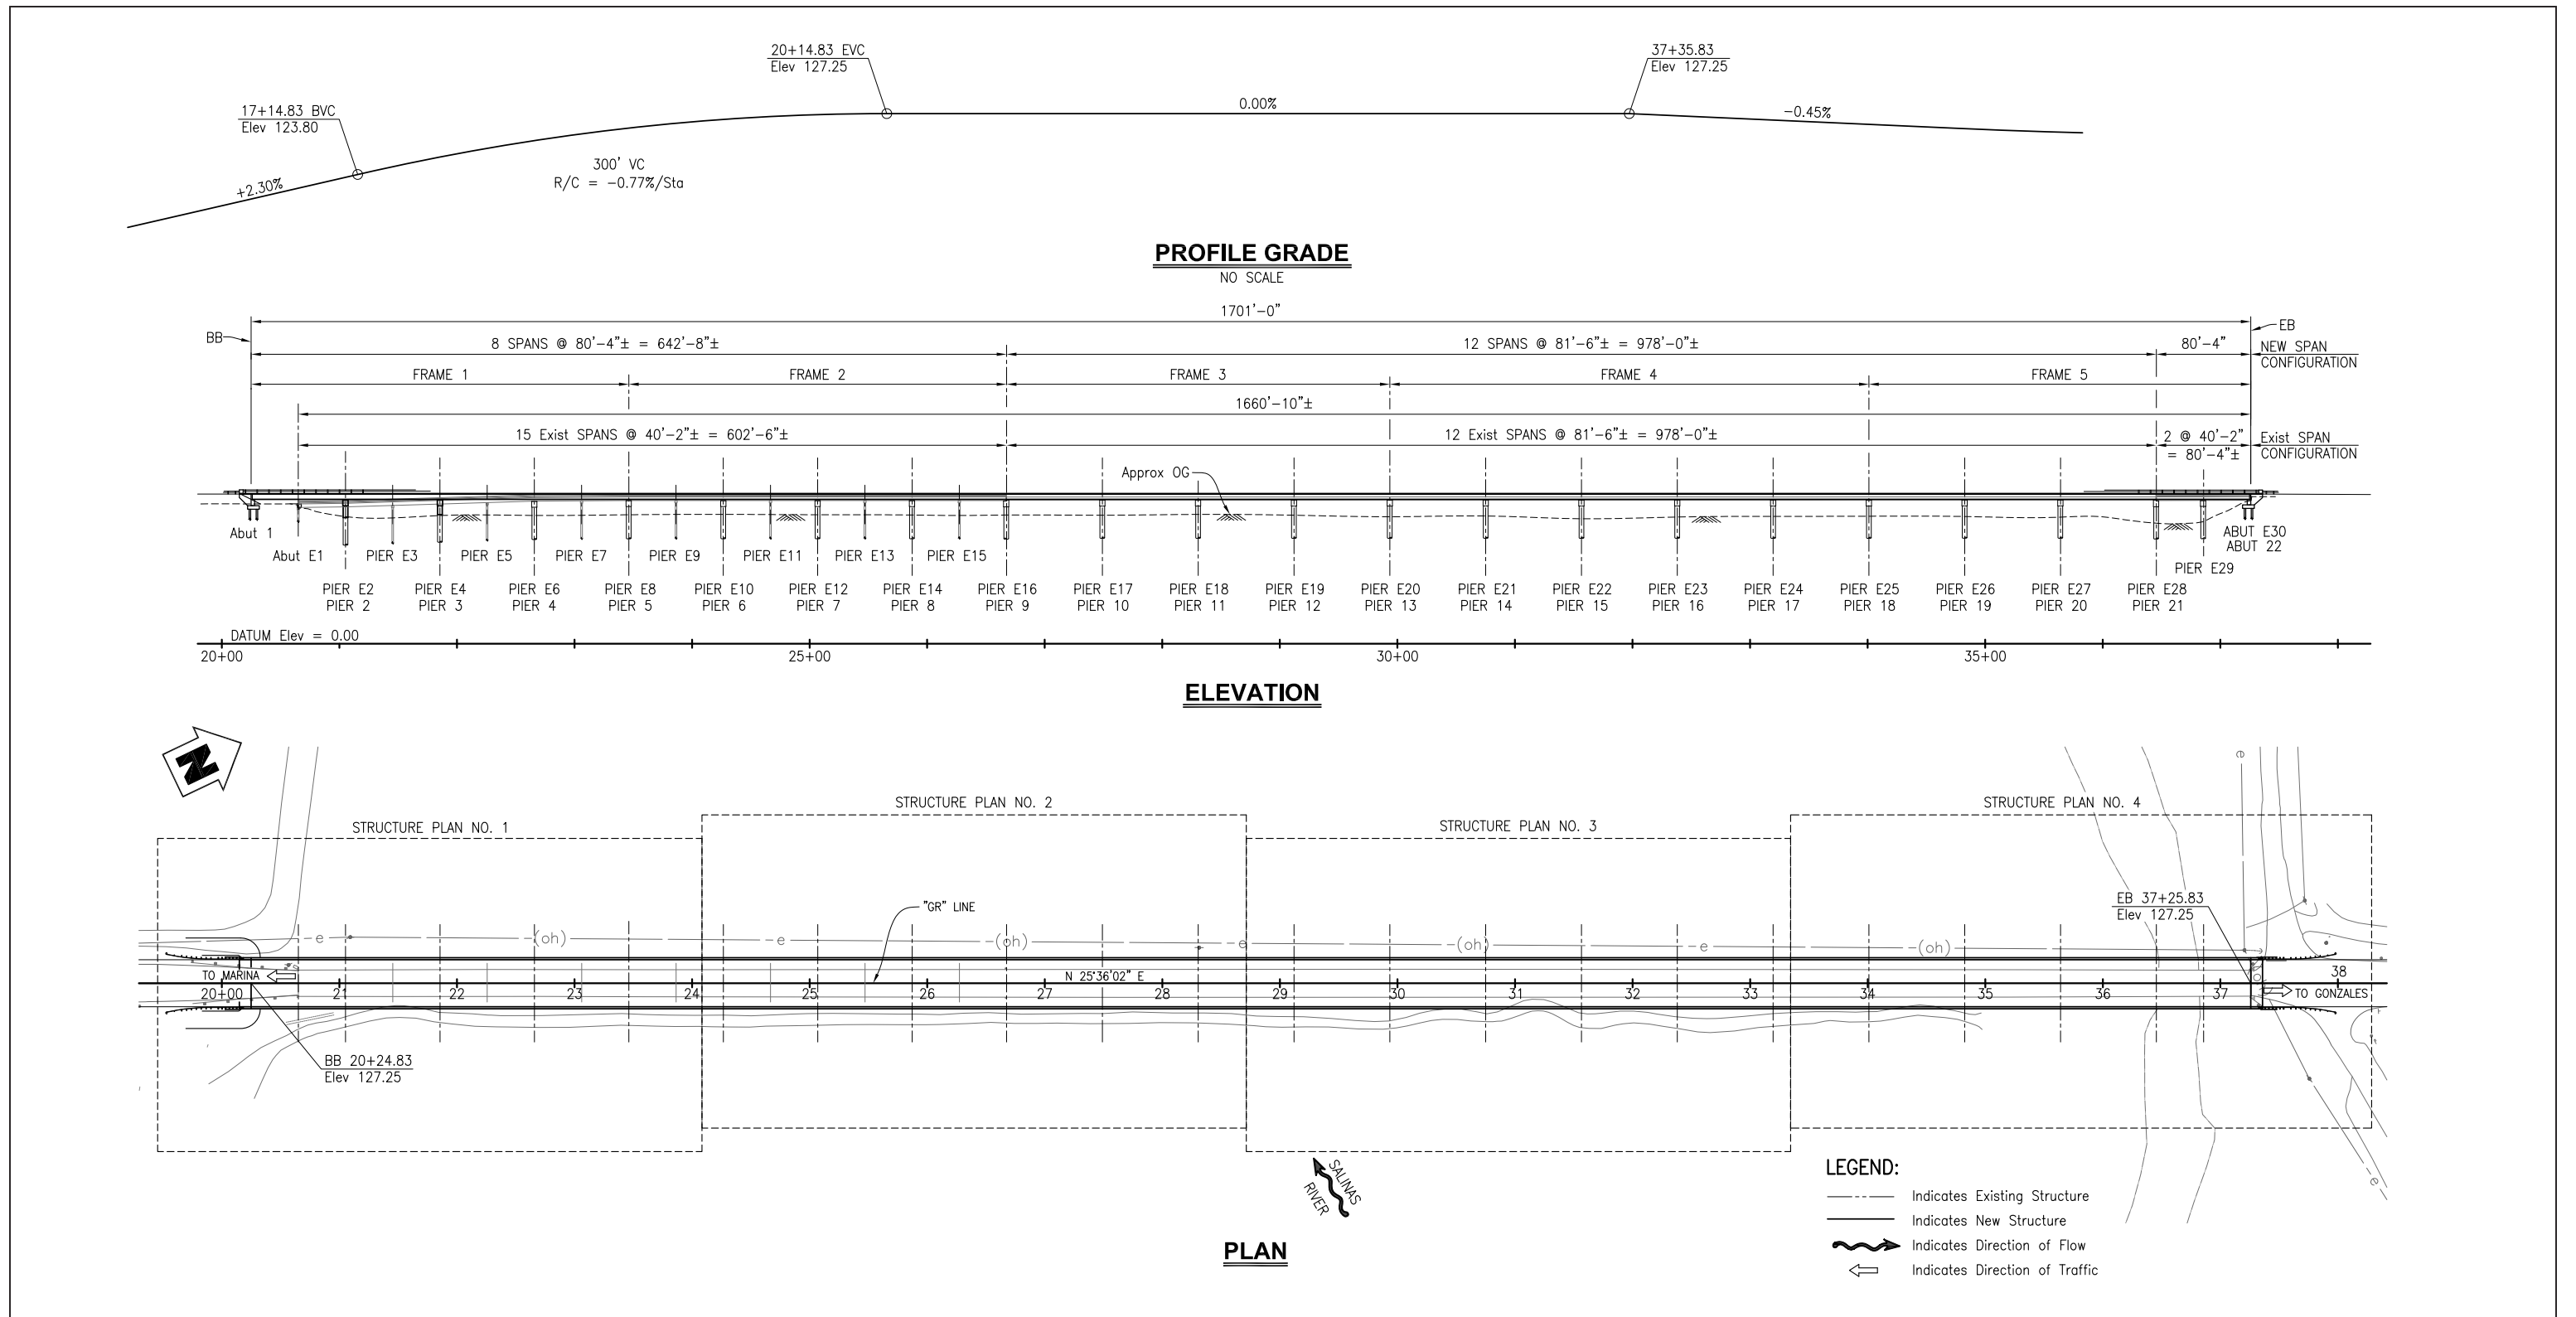 20+14.83 EVC
Elev 127.25
37+35.83
Elev 127.25
17+14.83 BVC
Elev 123.80
0.00%
-0.45%
+2.30%
300' VC
R/C = -0.77%/Sta
PROFILE GRADE
NO SCALE
1701'-0"
BB
EB
8 SPANS @ 80'-4"± = 642'-8"±
12 SPANS @ 81'-6"± = 978'-0"±
80'-4"
NEW SPAN
CONFIGURATION
FRAME 1
FRAME 2
FRAME 3
FRAME 4
FRAME 5
1660'-10"±
15 Exist SPANS @ 40'-2"± = 602'-6"±
12 Exist SPANS @ 81'-6"± = 978'-0"±
2 @ 40'-2"
= 80'-4"±
Exist SPAN
CONFIGURATION
Approx OG
Abut 1
Abut E1
PIER E3
PIER E5
PIER E7
PIER E9
PIER E11
PIER E13
PIER E15
ABUT E30
ABUT 22
PIER E29
PIER E2
PIER 2
PIER E4
PIER 3
PIER E6
PIER 4
PIER E8
PIER 5
PIER E10
PIER 6
PIER E12
PIER 7
PIER E14
PIER 8
PIER E16
PIER 9
PIER E17
PIER 10
PIER E18
PIER 11
PIER E19
PIER 12
PIER E20
PIER 13
PIER E21
PIER 14
PIER E22
PIER 15
PIER E23
PIER 16
PIER E24
PIER 17
PIER E25
PIER 18
PIER E26
PIER 19
PIER E27
PIER 20
PIER E28
PIER 21
DATUM Elev = 0.00
20+00
25+00
30+00
35+00
ELEVATION
N
STRUCTURE PLAN NO. 1
STRUCTURE PLAN NO. 2
STRUCTURE PLAN NO. 3
STRUCTURE PLAN NO. 4
e
"GR" LINE
EB 37+25.83
Elev 127.25
e
(oh)
e
(oh)
e
(oh)
e
(oh)
TO MARINA
N 25°36'02" E
38
20+00
21
22
23
24
25
26
27
28
29
30
31
32
33
34
35
36
37
TO GONZALES
BB 20+24.83
Elev 127.25
SALINAS
RIVER
e
PLAN
LEGEND:
Indicates Existing Structure
Indicates New Structure
Indicates Direction of Flow
Indicates Direction of Traffic